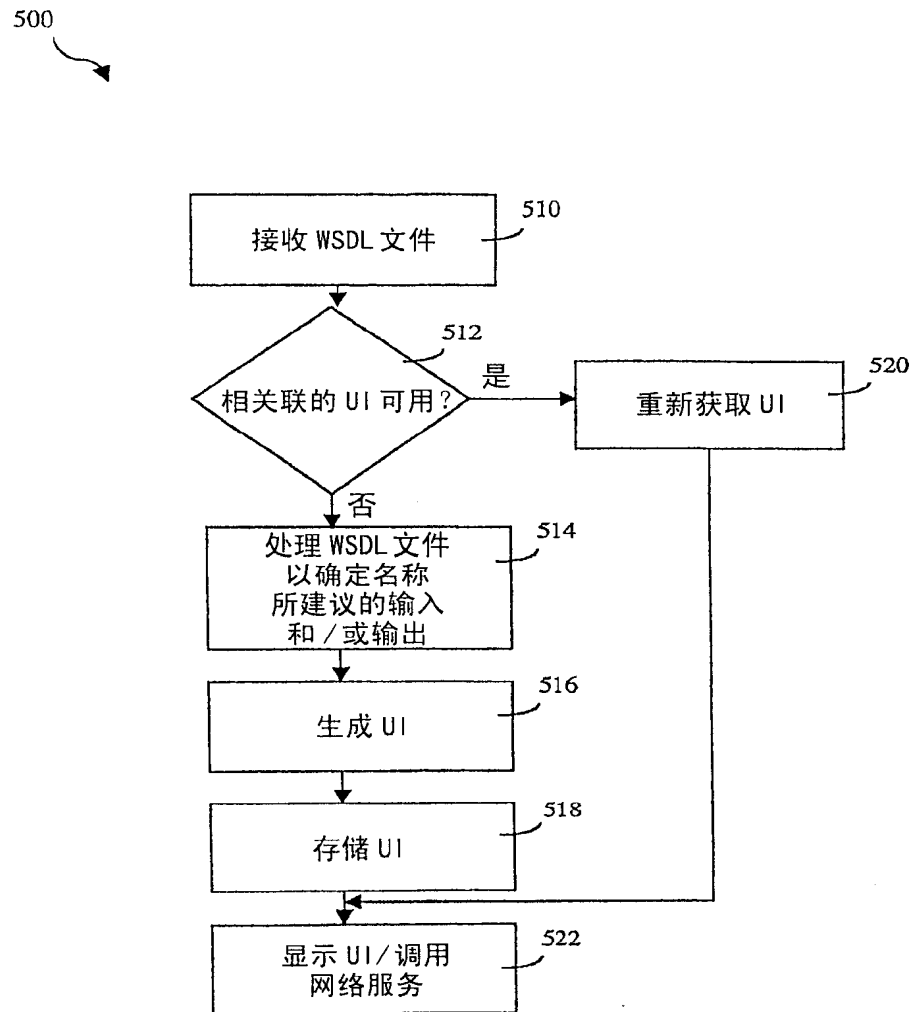 500
接收 WSDL 文件
510
512
相关联的 UI 可用？
是
重新获取 UI
520
否
处理 WSDL 文件
以确定名称
所建议的输入
和／或输出
514
生成 UI
516
存储 UI
518
显示 UI/调用
网络服务
522